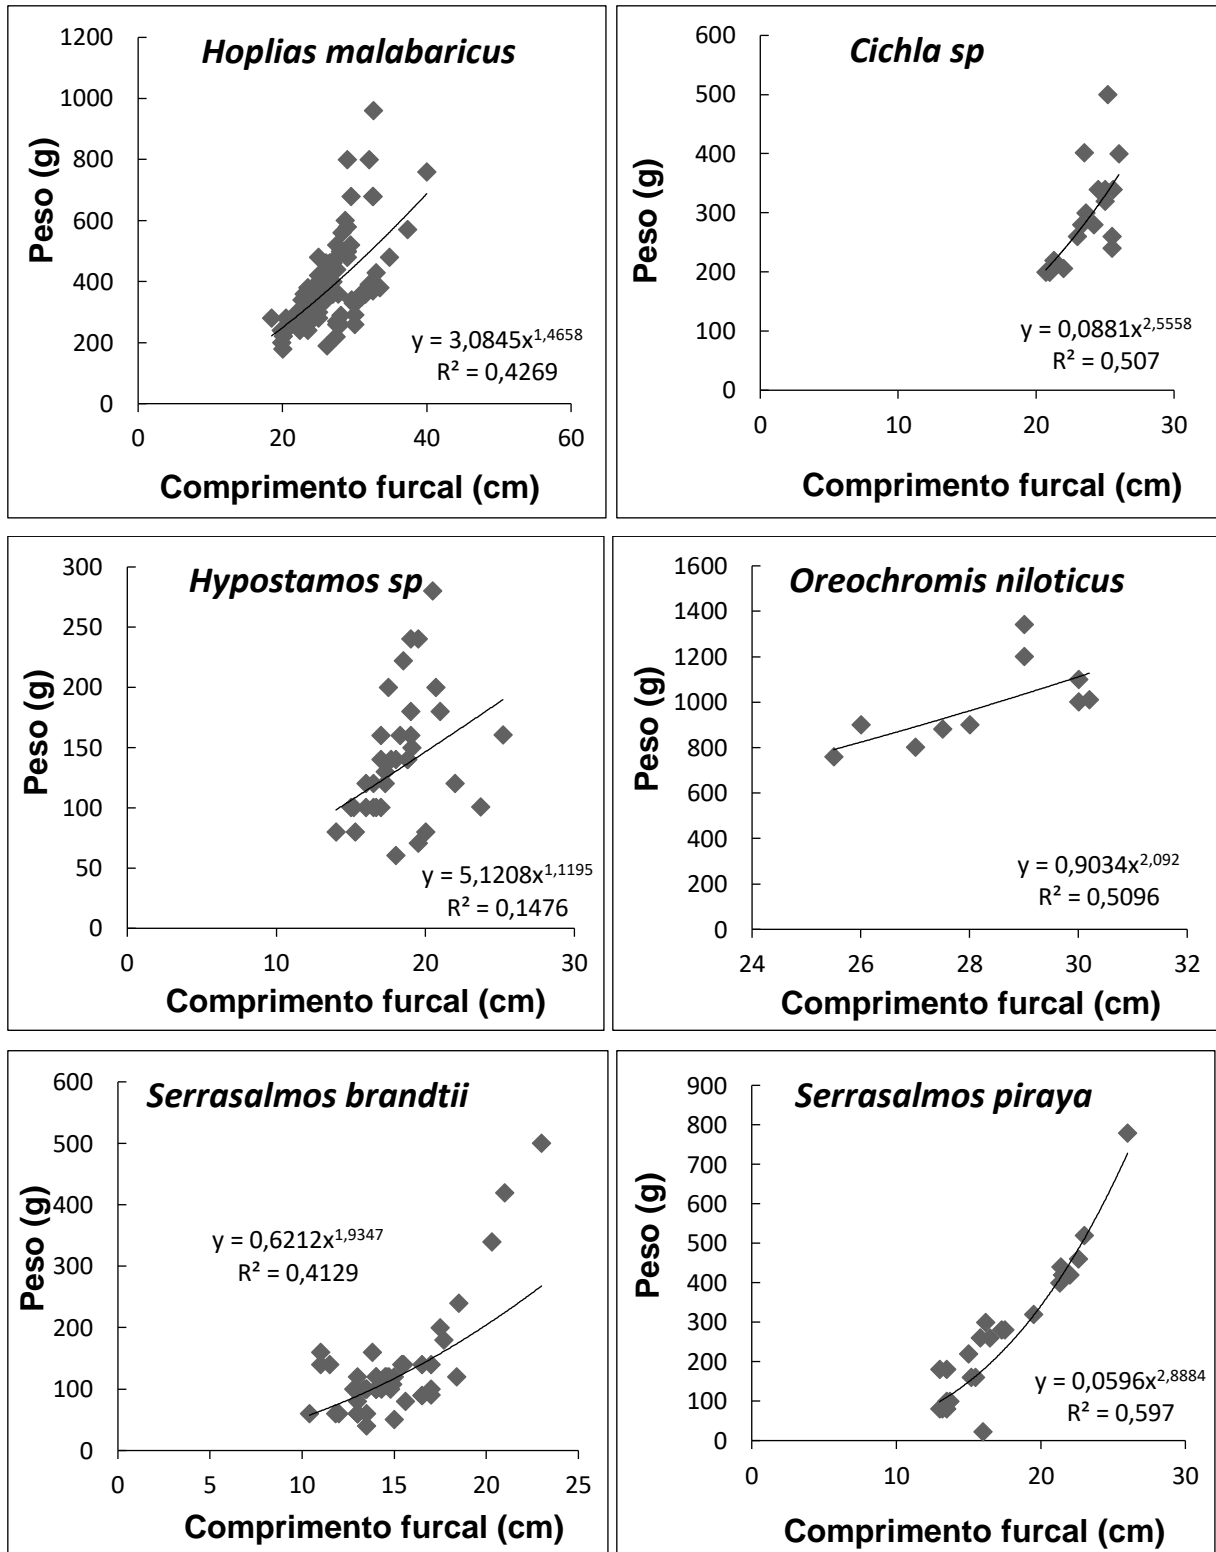 Hoplias malabaricus
1200
1000
800
600
400
200
0
Peso (g)
y = 3,0845x^1,4658
R² = 0,4269
0 20 40 60
Comprimento furcal (cm)
Cichla sp
600
500
400
300
200
100
0
Peso (g)
y = 0,0881x^2,5558
R² = 0,507
0 10 20 30
Comprimento furcal (cm)
Hypostamos sp
300
250
200
150
100
50
0
Peso (g)
y = 5,1208x^1,1195
R² = 0,1476
0 10 20 30
Comprimento furcal (cm)
Oreochromis niloticus
1600
1400
1200
1000
800
600
400
200
0
Peso (g)
y = 0,9034x^2,092
R² = 0,5096
24 26 28 30 32
Comprimento furcal (cm)
Serrasalmos brandtii
600
500
400
300
200
100
0
Peso (g)
y = 0,6212x^1,9347
R² = 0,4129
0 5 10 15 20 25
Comprimento furcal (cm)
Serrasalmos piraya
900
800
700
600
500
400
300
200
100
0
Peso (g)
y = 0,0596x^2,8884
R² = 0,597
0 10 20 30
Comprimento furcal (cm)